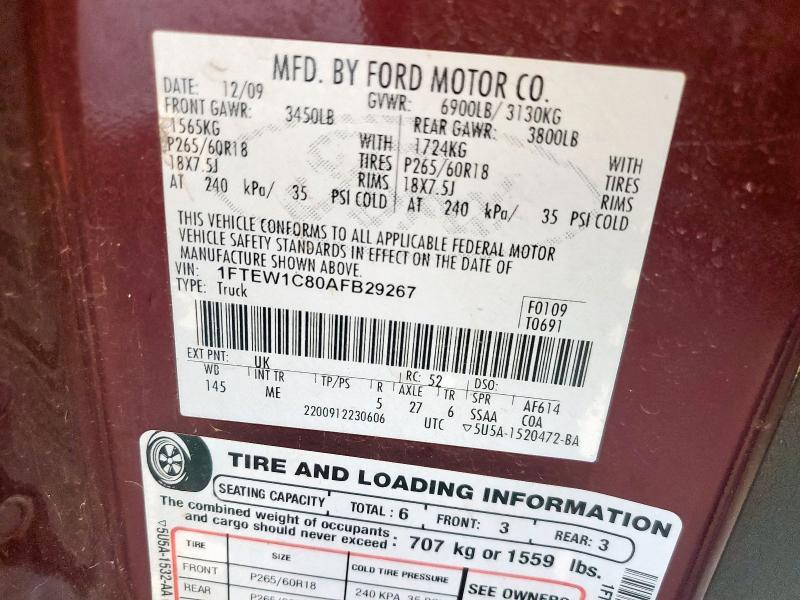 MFD. BY FORD MOTOR CO.
DATE: 12/09 GVWR: 6900LB/ 3130KG
FRONT GAWR: 3450LB REAR GAWR: 3800LB
1565KG WITH 1724KG WITH
P265/60R18 TIRES P265/60R18 TIRES
18X7.5J RIMS 18X7.5J RIMS
AT 240 kPa/ 35 PSI COLD AT 240 kPa/ 35 PSI COLD
THIS VEHICLE CONFORMS TO ALL APPLICABLE FEDERAL MOTOR
VEHICLE SAFETY STANDARDS IN EFFECT ON THE DATE OF
MANUFACTURE SHOWN ABOVE.
VIN: 1FTEW1C80AFB29267
TYPE: Truck
F0109
T0691
EXT PNT: UK RC: 52 DSO:
WB INT TR TP/PS R AXLE TR SPR AF614
145 ME 5 27 6 SSAA COA
2200912230606 UTC ▽5U5A-1520472-BA
TIRE AND LOADING INFORMATION
SEATING CAPACITY TOTAL : 6 FRONT: 3 REAR: 3
The combined weight of occupants
and cargo should never exceed : 707 kg or 1559 lbs.
TIRE SIZE COLD TIRE PRESSURE SEE OWNERS
FRONT P265/60R18 240 KPA, 35
REAR
▽5U5A-1532-AA
1FT